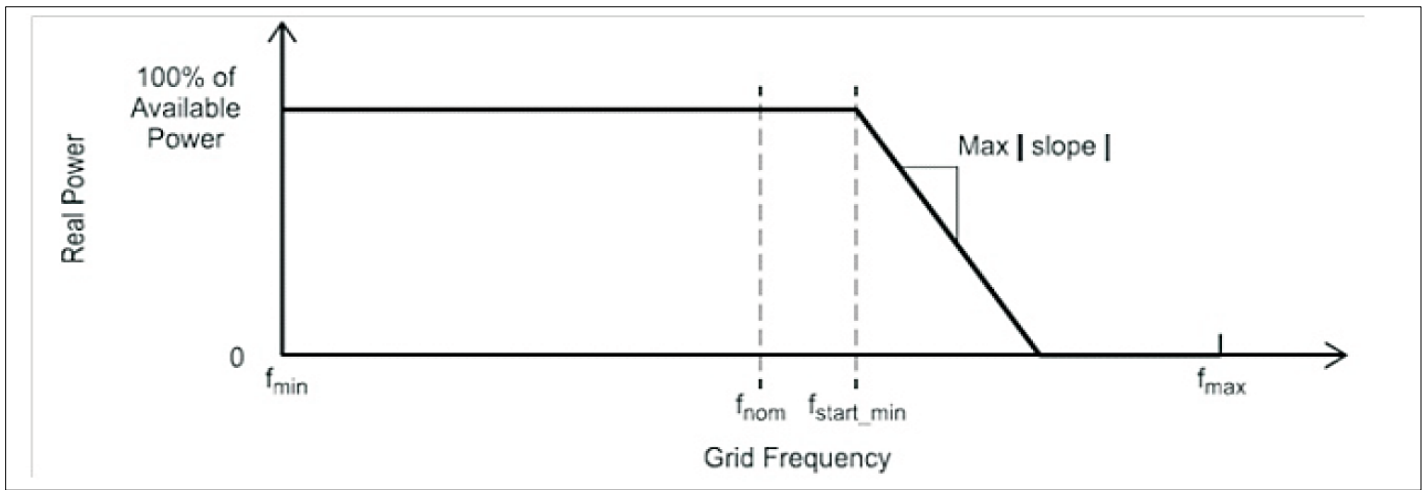 100% of
Available
Power
Real Power
Max | slope |
0
fmin
fnom
fstart_min
fmax
Grid Frequency